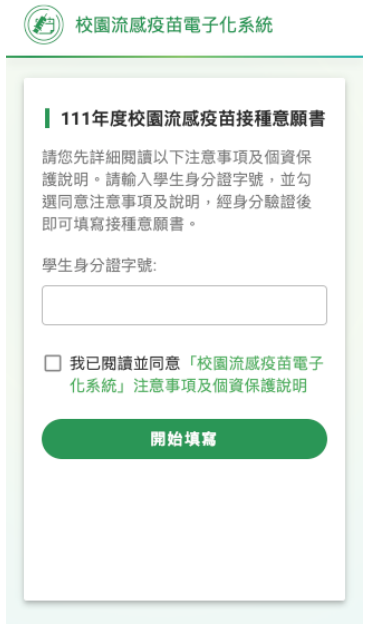 校園流感疫苗電子化系統
111年度校園流感疫苗接種意願書
請您先詳細閱讀以下注意事項及個資保
護說明。請輸入學生身分證字號，並勾
選同意注意事項及說明，經身分驗證後
即可填寫接種意願書。
學生身分證字號:
我已閱讀並同意「校園流感疫苗電子
化系統」注意事項及個資保護說明
開始填寫